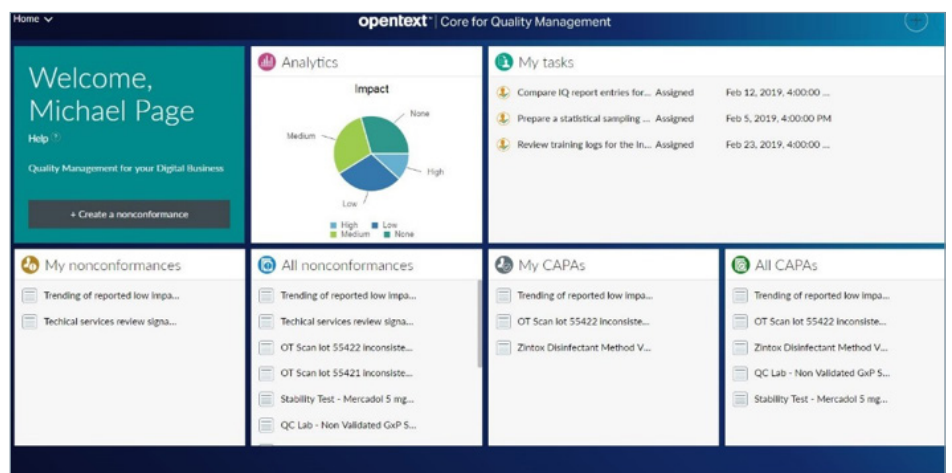 Home
opentext™ | Core for Quality Management
Welcome,
Michael Page
Help ?
Quality Management for your Digital Business
+ Create a nonconformance
Analytics
Impact
None
Medium
High
Low
High
Low
Medium
None
My tasks
Compare IQ report entries for... Assigned Feb 12, 2019, 4:00:00 ...
Prepare a statistical sampling ... Assigned Feb 5, 2019, 4:00:00 PM
Review training logs for the In... Assigned Feb 23, 2019, 4:00:00 ...
My nonconformances
Trending of reported low impa...
Techical services review signa...
All nonconformances
Trending of reported low impa...
Techical services review signa...
OT Scan lot 55422 inconsiste...
OT Scan lot 55421 inconsiste...
Stability Test - Mercadol 5 mg...
QC Lab - Non Validated GxP S...
My CAPAs
Trending of reported low impa...
OT Scan lot 55422 inconsiste...
Zintox Disinfectant Method V...
All CAPAs
Trending of reported low impa...
OT Scan lot 55422 inconsiste...
Zintox Disinfectant Method V...
QC Lab - Non Validated GxP S...
Stability Test - Mercadol 5 mg...